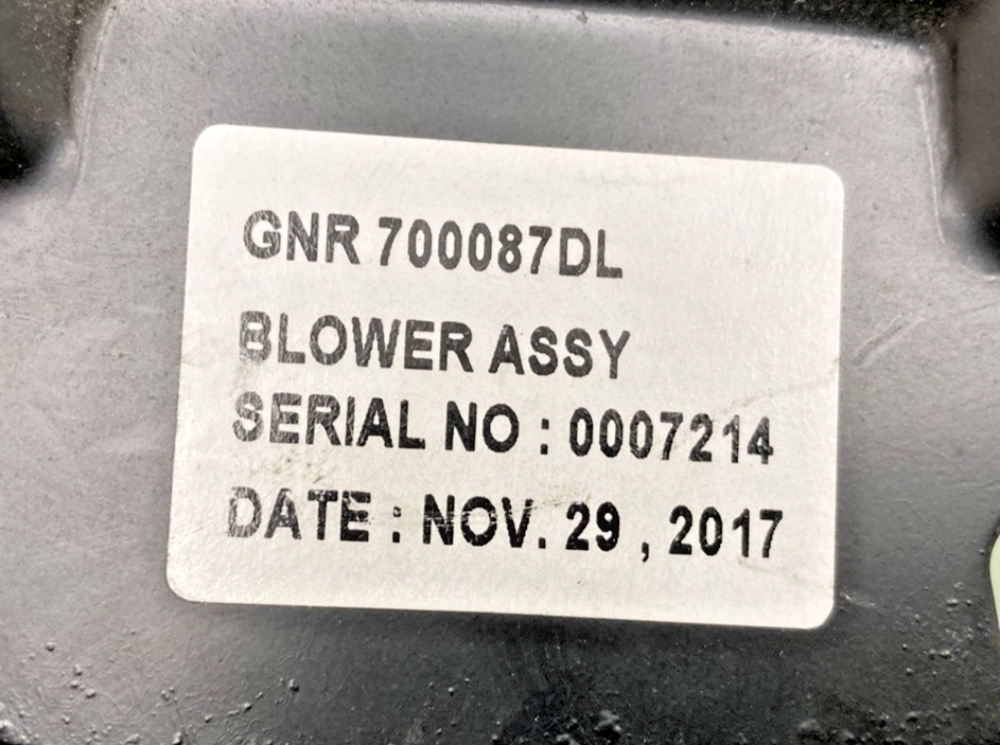 GNR 700087DL
BLOWER ASSY
SERIAL NO : 0007214
DATE : NOV. 29 , 2017